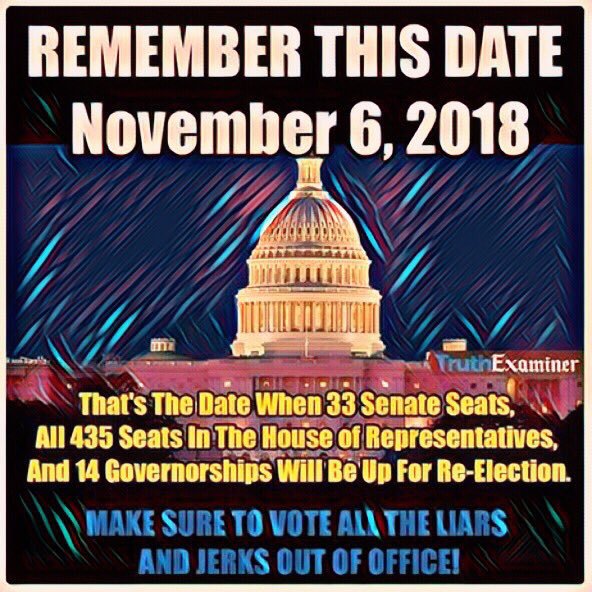 REMEMBER THIS DATE
November 6, 2018
TruthExaminer
That's The Date When 33 Senate Seats,
All 435 Seats In The House of Representatives,
And 14 Governorships Will Be Up For Re-Election.
MAKE SURE TO VOTE ALL THE LIARS
AND JERKS OUT OF OFFICE!